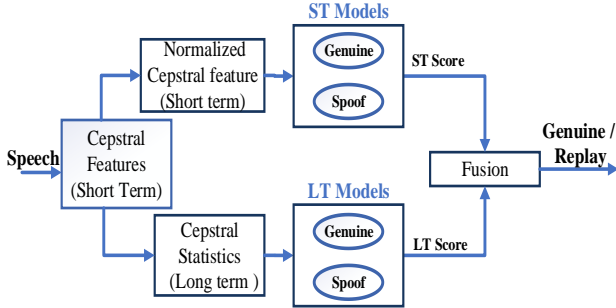 ST Models
Normalized
Cepstral feature
(Short term)
Genuine
Spoof
ST Score
Speech
Cepstral
Features
(Short Term)
Fusion
Genuine /
Replay
LT Models
Cepstral
Statistics
(Long term )
Genuine
Spoof
LT Score